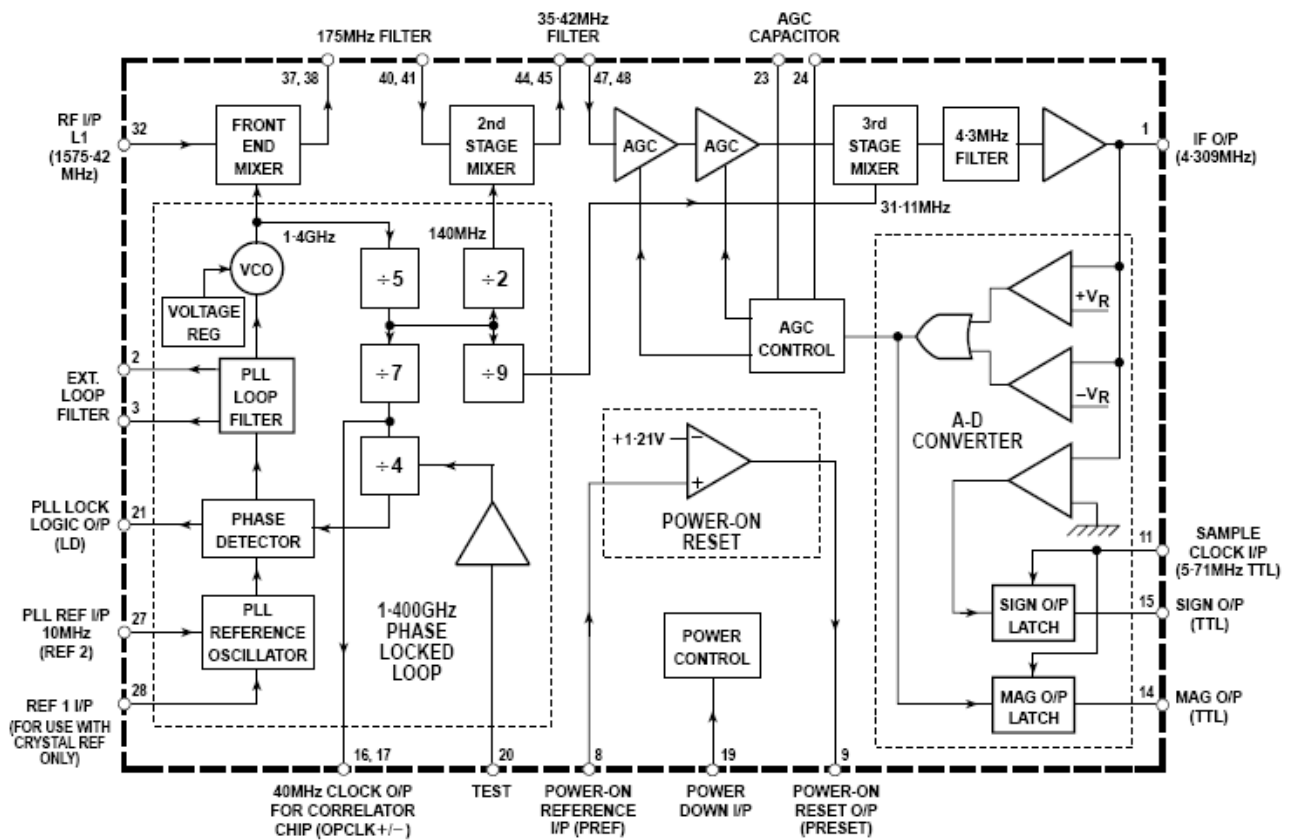 175MHz FILTER
35·42MHz
FILTER
AGC
CAPACITOR
37, 38
40, 41
44, 45
47, 48
23
24
RF I/P
L1
(1575·42
MHz)
32
FRONT
END
MIXER
2nd
STAGE
MIXER
AGC
AGC
3rd
STAGE
MIXER
4·3MHz
FILTER
1
IF O/P
(4·309MHz)
31·11MHz
1·4GHz
140MHz
VCO
÷5
÷2
VOLTAGE
REG
÷7
÷9
AGC
CONTROL
+VR
−VR
A-D
CONVERTER
2
EXT.
LOOP
FILTER
3
PLL
LOOP
FILTER
÷4
+1·21V
−
+
POWER-ON
RESET
PLL LOCK
LOGIC O/P
(LD)
21
PHASE
DETECTOR
11
SAMPLE
CLOCK I/P
(5·71MHz TTL)
PLL REF I/P
10MHz
(REF 2)
27
PLL
REFERENCE
OSCILLATOR
1·400GHz
PHASE
LOCKED
LOOP
POWER
CONTROL
SIGN O/P
LATCH
15
SIGN O/P
(TTL)
28
REF 1 I/P
(FOR USE WITH
CRYSTAL REF
ONLY)
MAG O/P
LATCH
14
MAG O/P
(TTL)
16, 17
20
8
19
9
40MHz CLOCK O/P
FOR CORRELATOR
CHIP (OPCLK+/−)
TEST
POWER-ON
REFERENCE
I/P (PREF)
POWER
DOWN I/P
POWER-ON
RESET O/P
(PRESET)